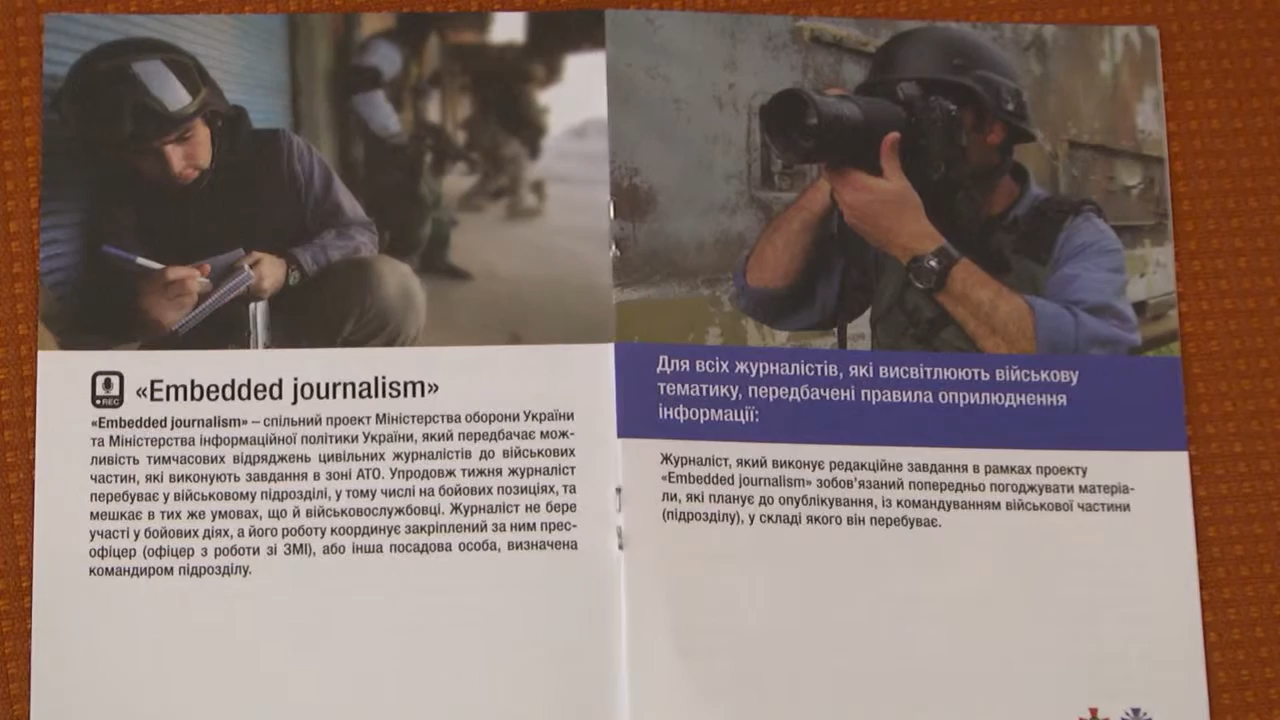 REC
«Embedded journalism»
«Embedded journalism» – спільний проект Міністерства оборони України
та Міністерства інформаційної політики України, який передбачає мож-
ливість тимчасових відряджень цивільних журналістів до військових
частин, які виконують завдання в зоні АТО. Упродовж тижня журналіст
перебуває у військовому підрозділі, у тому числі на бойових позиціях, та
мешкає в тих же умовах, що й військовослужбовці. Журналіст не бере
участі у бойових діях, а його роботу координує закріплений за ним прес-
офіцер (офіцер з роботи зі ЗМІ), або інша посадова особа, визначена
командиром підрозділу.
Для всіх журналістів, які висвітлюють військову
тематику, передбачені правила оприлюднення
інформації:
Журналіст, який виконує редакційне завдання в рамках проекту
«Embedded journalism» зобов’язаний попередньо погоджувати матеріа-
ли, які планує до опублікування, із командуванням військової частини
(підрозділу), у складі якого він перебуває.